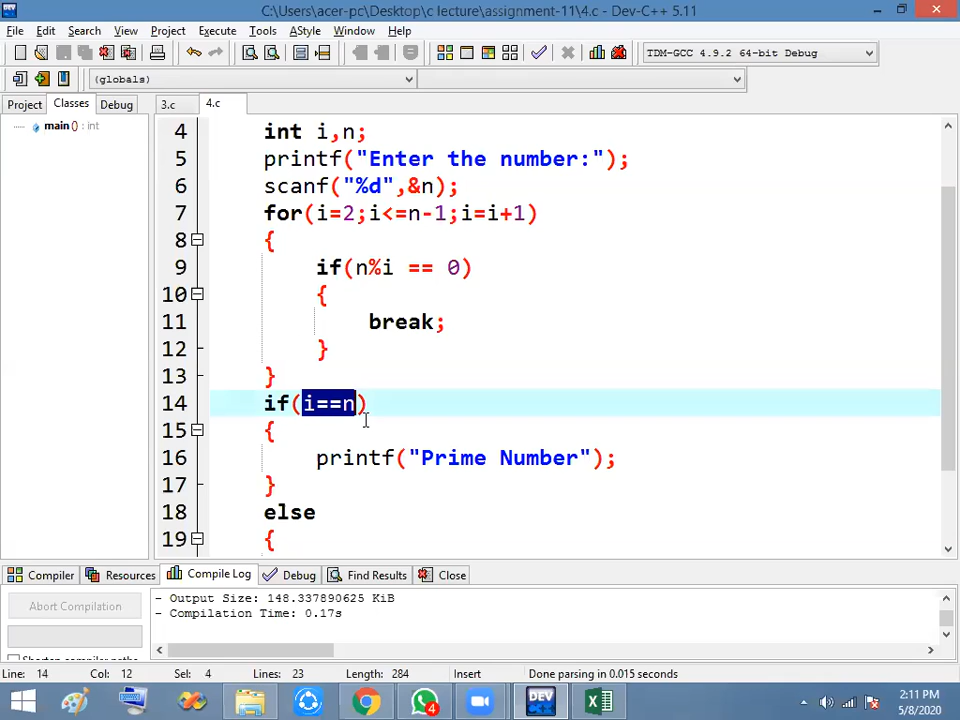 C:\Users\acer-pc\Desktop\c lecture\assignment-11\4.c - Dev-C++ 5.11
File Edit Search View Project Execute Tools AStyle Window Help
TDM-GCC 4.9.2 64-bit Debug
(globals)
Project Classes Debug 3.c 4.c
main () : int
4 int i,n;
5 printf("Enter the number:");
6 scanf("%d",&n);
7 for(i=2;i<=n-1;i=i+1)
8 {
9 if(n%i == 0)
10 {
11 break;
12 }
13 }
14 if(i==n)
15 {
16 printf("Prime Number");
17 }
18 else
19 {
Compiler Resources Compile Log Debug Find Results Close
Abort Compilation
- Output Size: 148.337890625 KiB
- Compilation Time: 0.17s
Shorten compiler paths
Line: 14 Col: 12 Sel: 4 Lines: 23 Length: 284 Insert Done parsing in 0.015 seconds
DEV
4
2:11 PM
5/8/2020